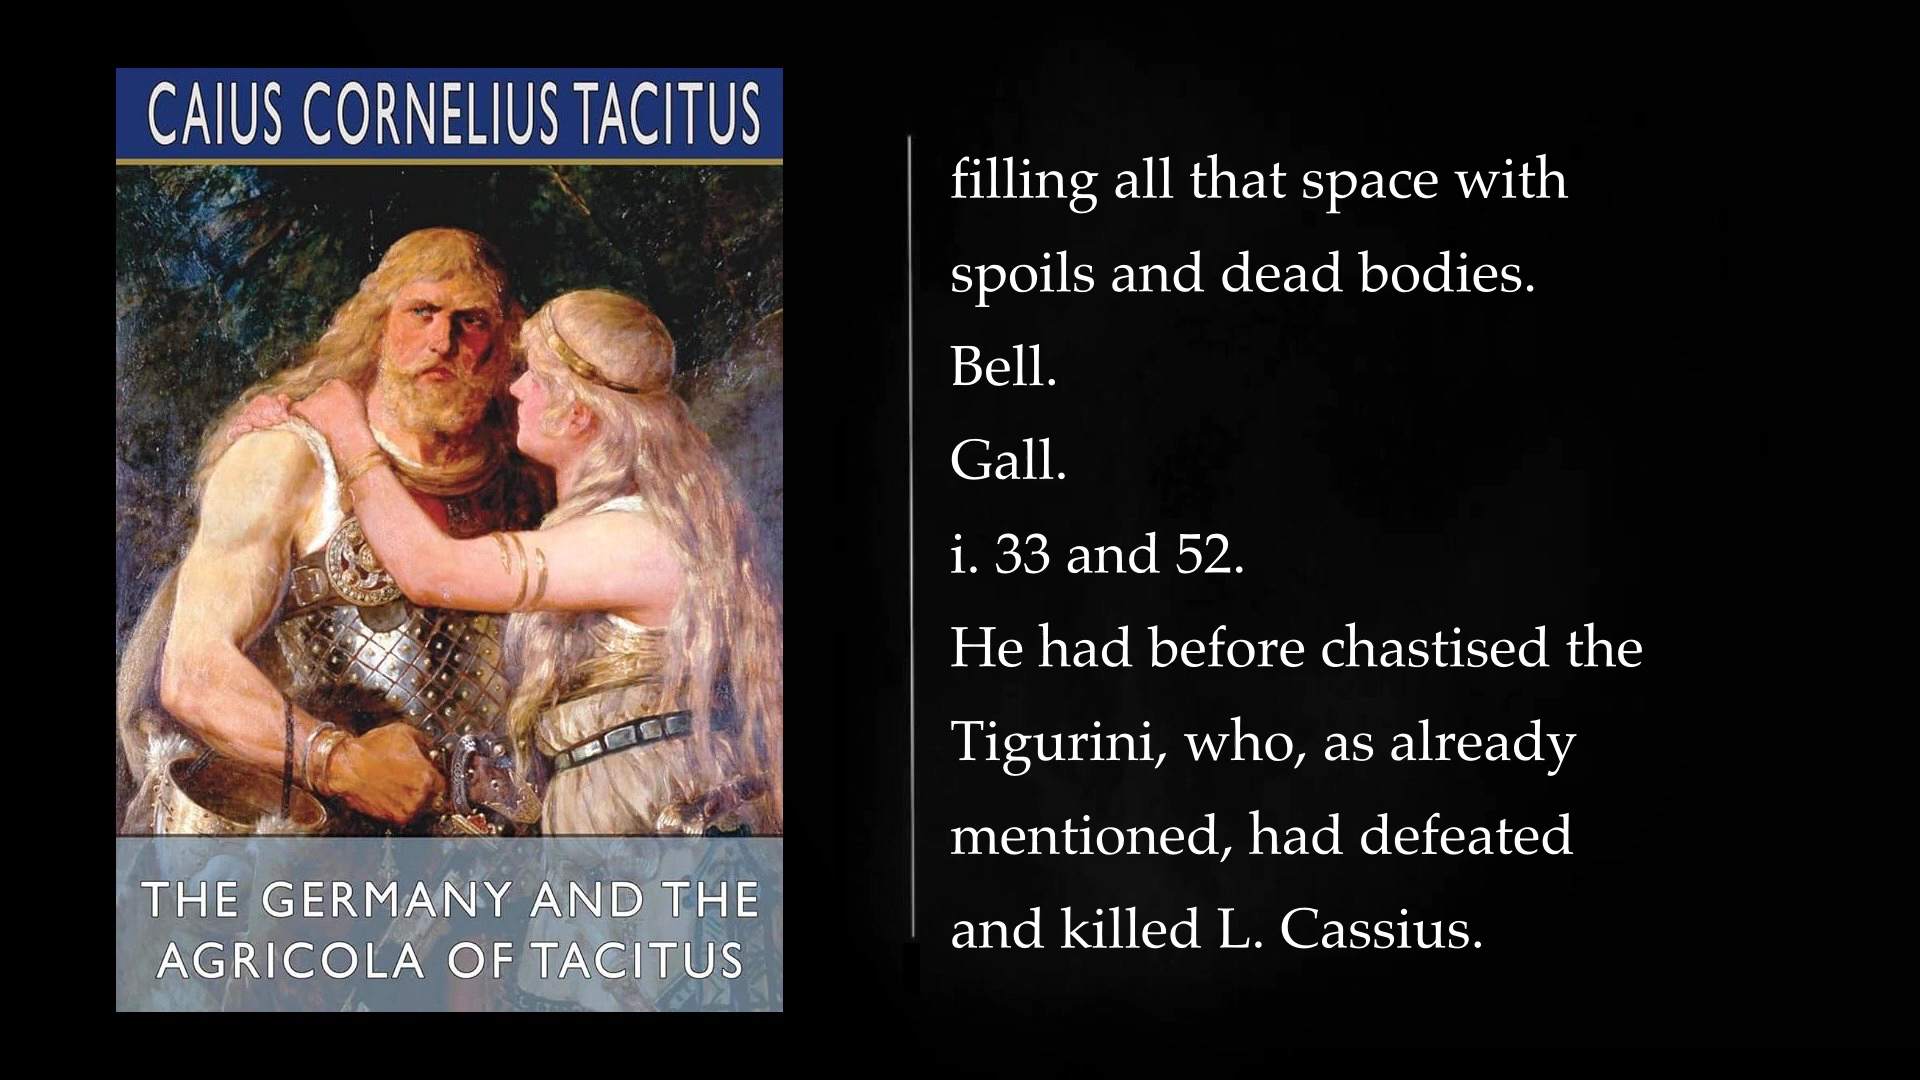 CAIUS CORNELIUS TACITUS
THE GERMANY AND THE
AGRICOLA OF TACITUS
filling all that space with
spoils and dead bodies.
Bell.
Gall.
i. 33 and 52.
He had before chastised the
Tigurini, who, as already
mentioned, had defeated
and killed L. Cassius.